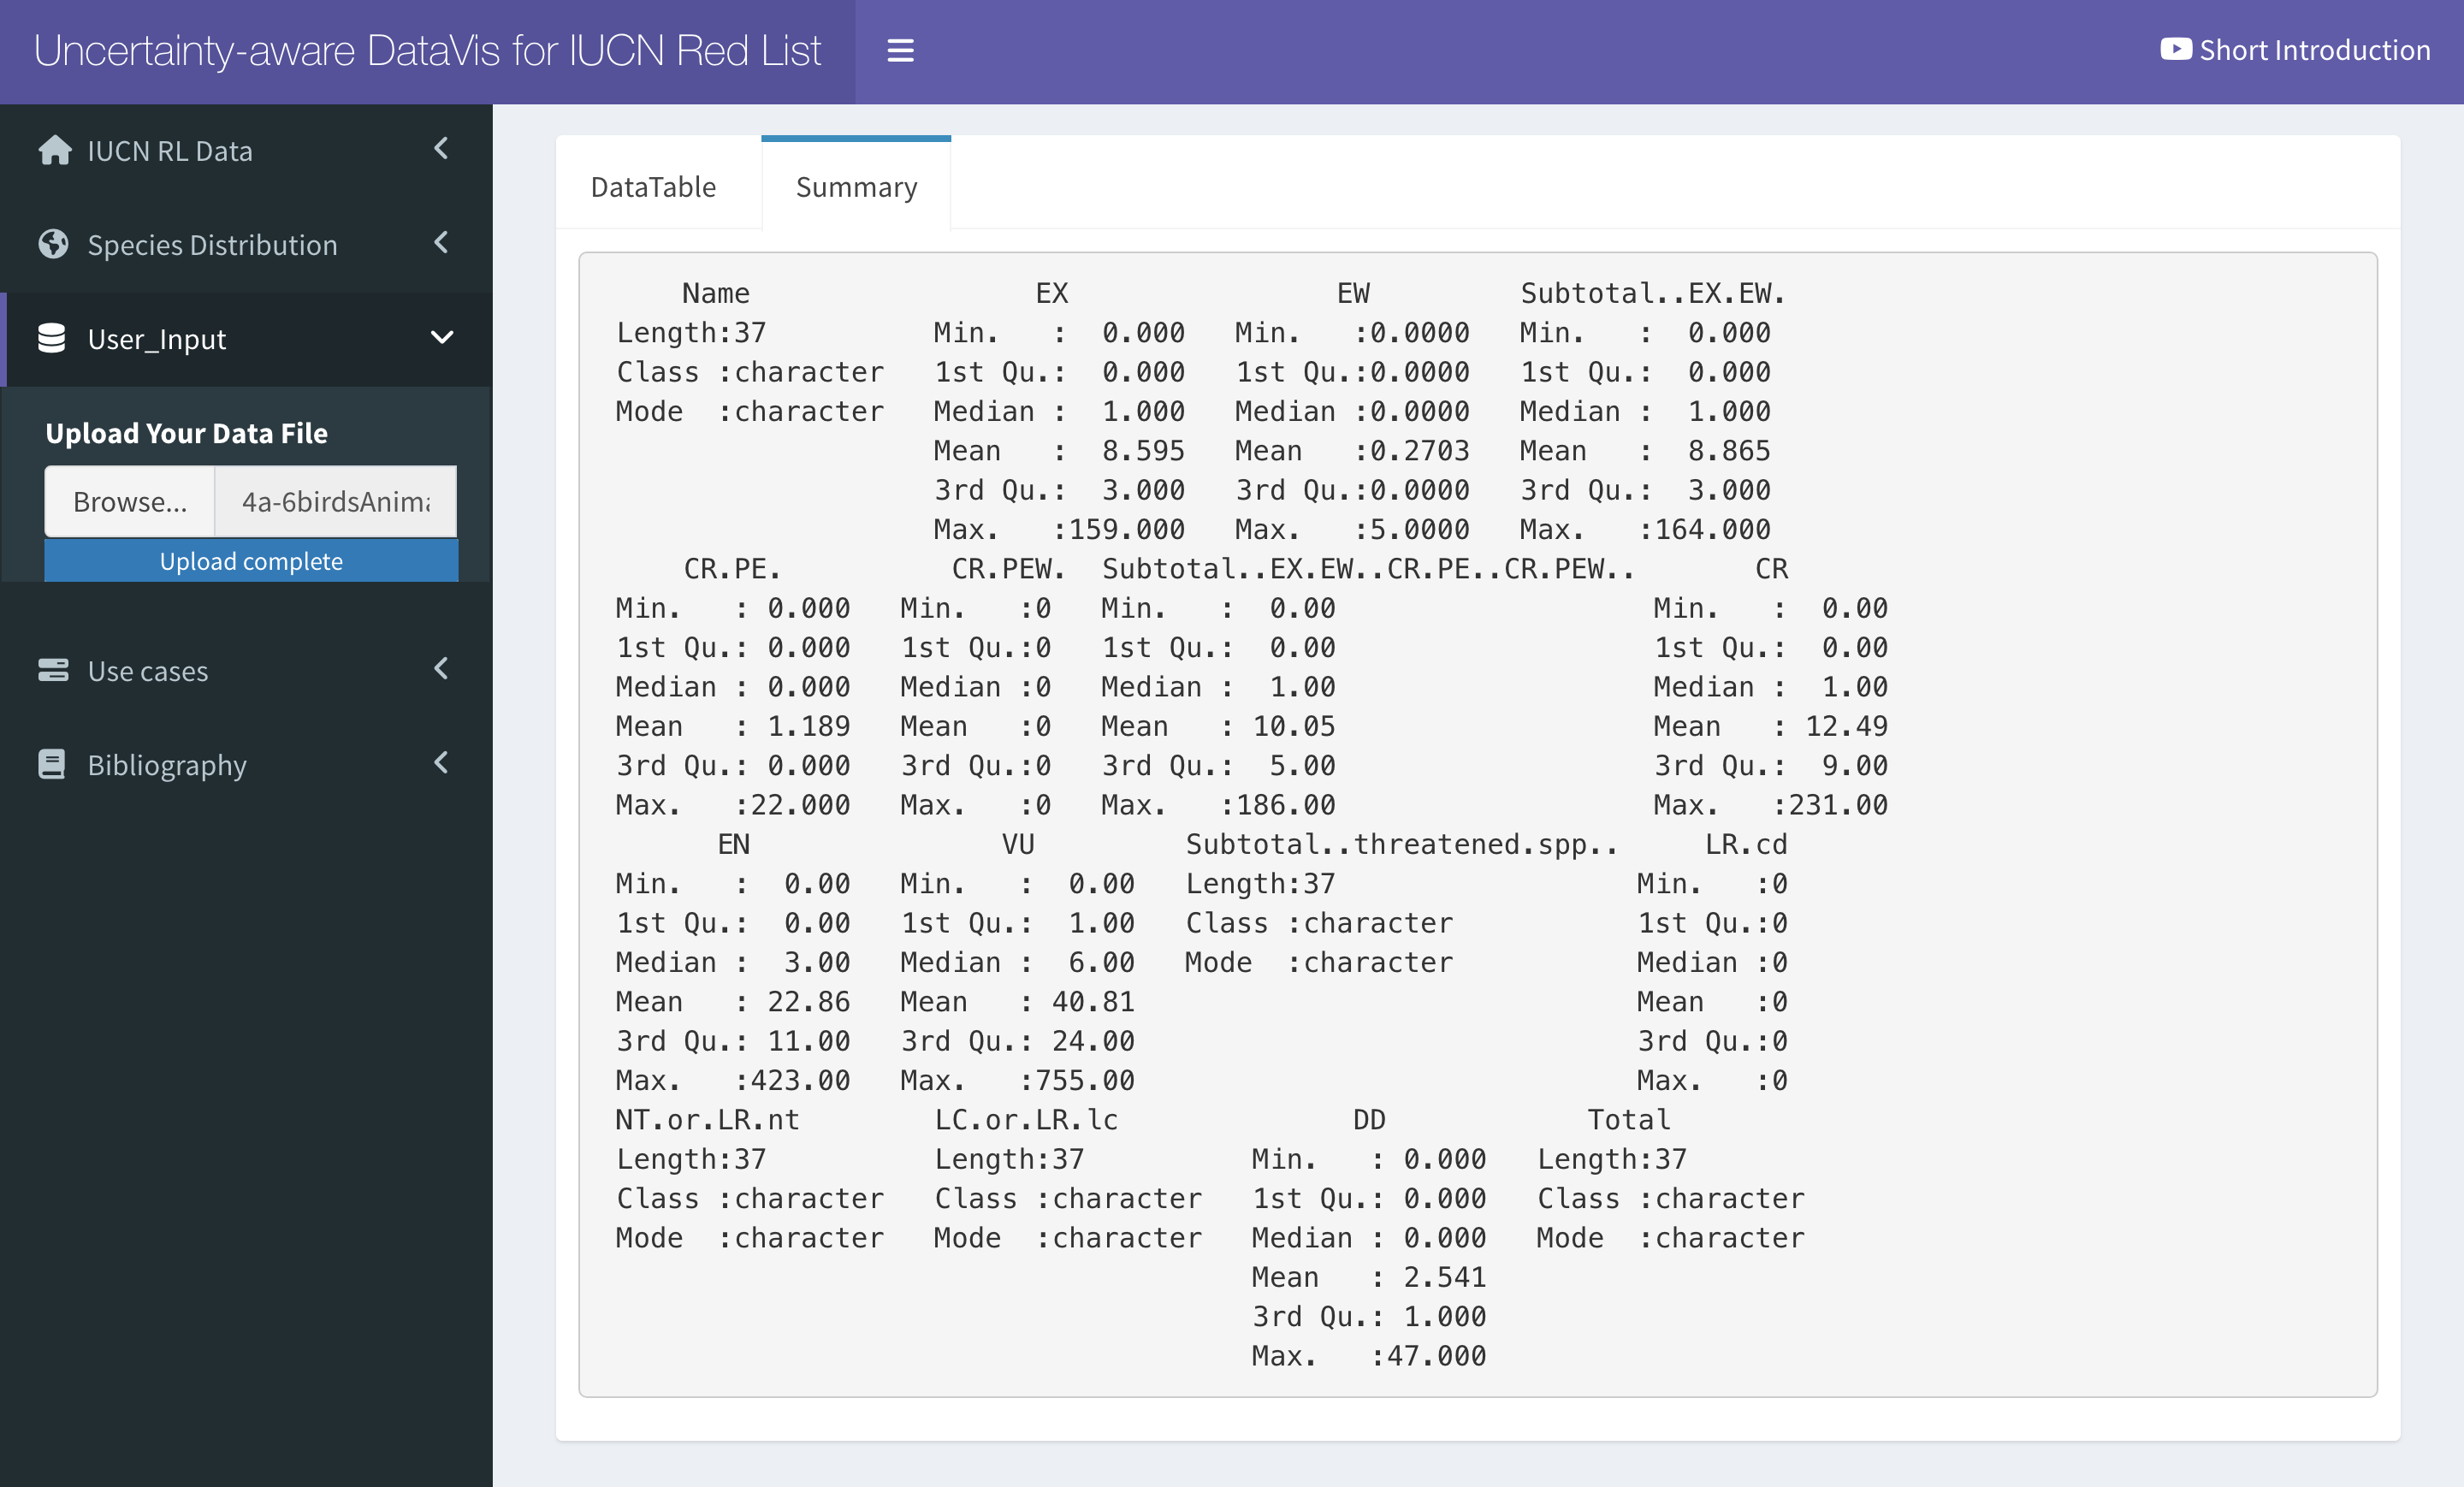 Uncertainty-aware DataVis for IUCN Red List
Short Introduction
IUCN RL Data
Species Distribution
User_Input
Upload Your Data File
Browse... 4a-6birdsAnima
Upload complete
Use cases
Bibliography
DataTable Summary
Name EX EW Subtotal..EX.EW.
Length:37 Min. : 0.000 Min. :0.0000 Min. : 0.000
Class :character 1st Qu.: 0.000 1st Qu.:0.0000 1st Qu.: 0.000
Mode :character Median : 1.000 Median :0.0000 Median : 1.000
Mean : 8.595 Mean :0.2703 Mean : 8.865
3rd Qu.: 3.000 3rd Qu.:0.0000 3rd Qu.: 3.000
Max. :159.000 Max. :5.0000 Max. :164.000
CR.PE. CR.PEW. Subtotal..EX.EW..CR.PE..CR.PEW.. CR
Min. : 0.000 Min. :0 Min. : 0.00 Min. : 0.00
1st Qu.: 0.000 1st Qu.:0 1st Qu.: 0.00 1st Qu.: 0.00
Median : 0.000 Median :0 Median : 1.00 Median : 1.00
Mean : 1.189 Mean :0 Mean : 10.05 Mean : 12.49
3rd Qu.: 0.000 3rd Qu.:0 3rd Qu.: 5.00 3rd Qu.: 9.00
Max. :22.000 Max. :0 Max. :186.00 Max. :231.00
EN VU Subtotal..threatened.spp.. LR.cd
Min. : 0.00 Min. : 0.00 Length:37 Min. :0
1st Qu.: 0.00 1st Qu.: 1.00 Class :character 1st Qu.:0
Median : 3.00 Median : 6.00 Mode :character Median :0
Mean : 22.86 Mean : 40.81 Mean :0
3rd Qu.: 11.00 3rd Qu.: 24.00 3rd Qu.:0
Max. :423.00 Max. :755.00 Max. :0
NT.or.LR.nt LC.or.LR.lc DD Total
Length:37 Length:37 Min. : 0.000 Length:37
Class :character Class :character 1st Qu.: 0.000 Class :character
Mode :character Mode :character Median : 0.000 Mode :character
Mean : 2.541
3rd Qu.: 1.000
Max. :47.000